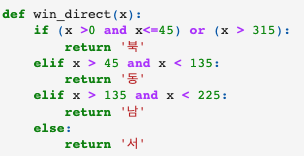 def win_direct(x):
    if (x >0 and x<=45) or (x > 315):
        return '북'
    elif x > 45 and x < 135:
        return '동'
    elif x > 135 and x < 225:
        return '남'
    else:
        return '서'